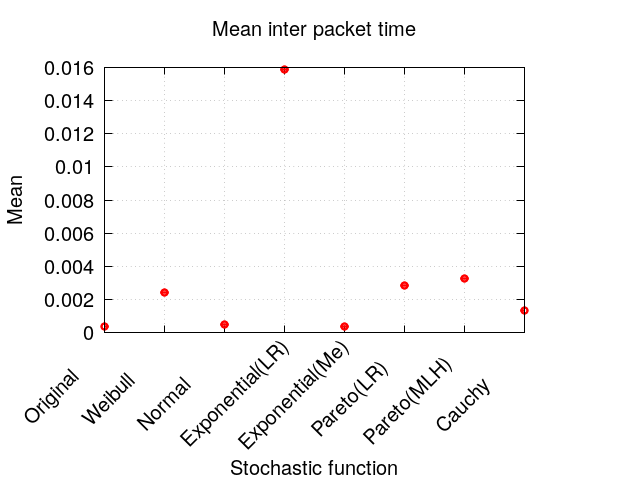 Mean inter packet time
0.016
0.014
0.012
0.01
0.008
0.006
0.004
0.002
0
Mean
Original
Weibull
Normal
Exponential(LR)
Exponential(Me)
Pareto(LR)
Pareto(MLH)
Cauchy
Stochastic function